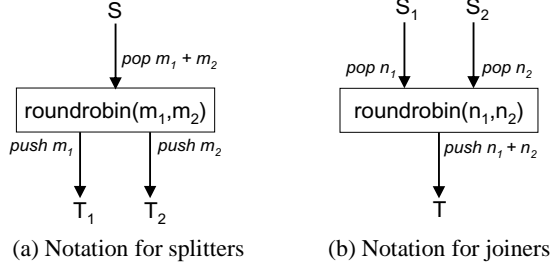 S
pop m₁ + m₂
roundrobin(m₁,m₂)
push m₁ push m₂
T₁ T₂
(a) Notation for splitters
S₁ S₂
pop n₁ pop n₂
roundrobin(n₁,n₂)
push n₁ + n₂
T
(b) Notation for joiners